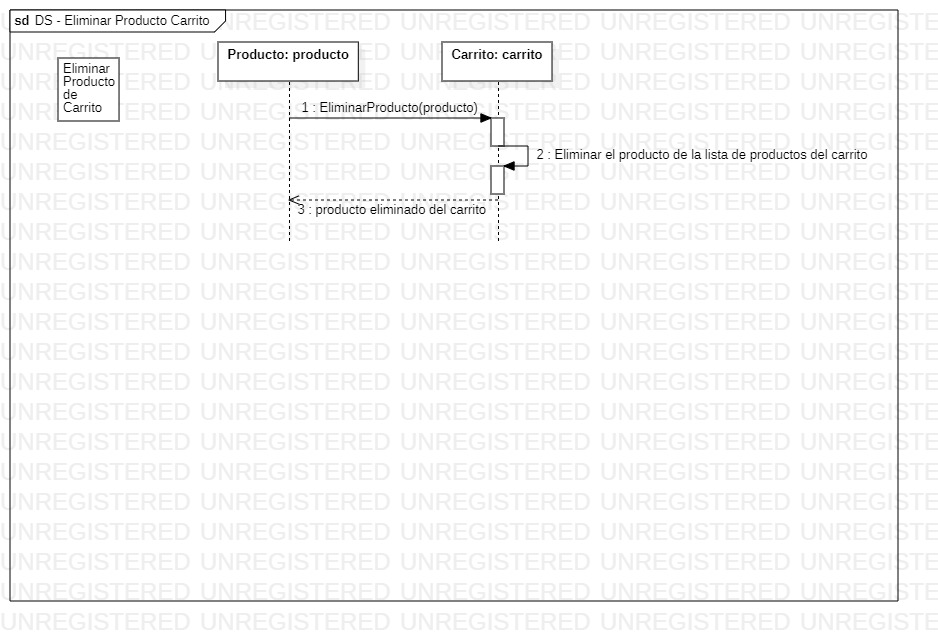 sd DS - Eliminar Producto Carrito
Eliminar
Producto
de
Carrito
Producto: producto
Carrito: carrito
1 : EliminarProducto(producto)
2 : Eliminar el producto de la lista de productos del carrito
3 : producto eliminado del carrito
UNREGISTERED UNREGISTERED UNREGISTERED UNREGISTERED UNREGISTERED